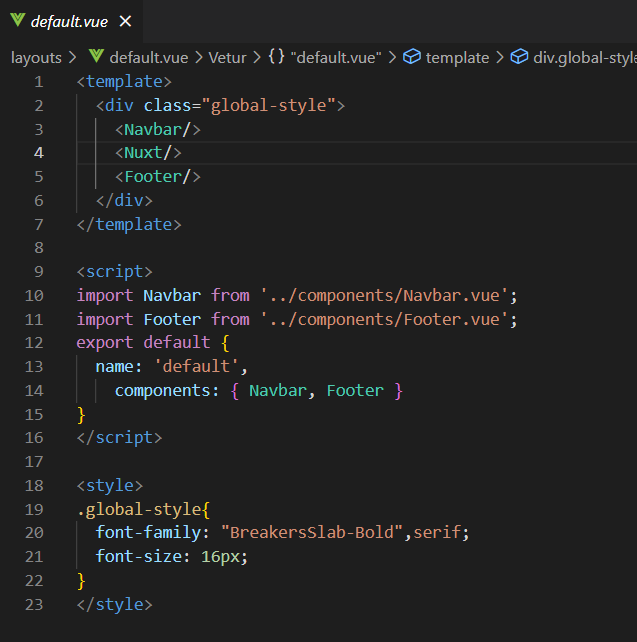 default.vue
layouts > default.vue > Vetur > {} "default.vue" > template > div.global-style
1 <template>
2   <div class="global-style">
3     <Navbar/>
4     <Nuxt/>
5     <Footer/>
6   </div>
7 </template>
8
9 <script>
10 import Navbar from '../components/Navbar.vue';
11 import Footer from '../components/Footer.vue';
12 export default {
13   name: 'default',
14     components: { Navbar, Footer }
15 }
16 </script>
17
18 <style>
19 .global-style{
20   font-family: "BreakersSlab-Bold",serif;
21   font-size: 16px;
22 }
23 </style>